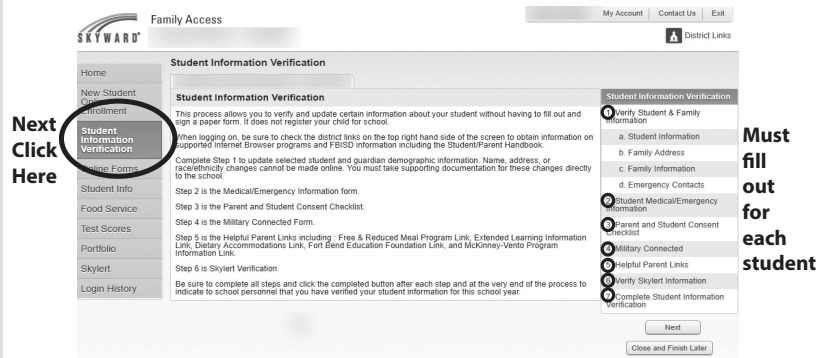 Family Access
My Account | Contact Us | Exit
SKYWARD®
District Links
Student Information Verification
Home
New Student
Online
Enrollment
Student
Information
Verification
Online Forms
Student Info
Food Service
Test Scores
Portfolio
Skylert
Login History
Next
Click
Here
Student Information Verification
This process allows you to verify and update certain information about your student without having to fill out and
sign a paper form. It does not register your child for school.
When logging on, be sure to check the district links on the top right hand side of the screen to obtain information on
supported Internet Browser programs and FBISD information including the Student/Parent Handbook.
Complete Step 1 to update selected student and guardian demographic information. Name, address, or
race/ethnicity changes cannot be made online. You must take supporting documentation for these changes directly
to the school.
Step 2 is the Medical/Emergency Information form.
Step 3 is the Parent and Student Consent Checklist.
Step 4 is the Military Connected Form.
Step 5 is the Helpful Parent Links including : Free & Reduced Meal Program Link, Extended Learning Information
Link, Dietary Accommodations Link, Fort Bend Education Foundation Link, and McKinney-Vento Program
Information Link.
Step 6 is Skylert Verification.
Be sure to complete all steps and click the completed button after each step and at the very end of the process to
indicate to school personnel that you have verified your student information for this school year.
Student Information Verification
1. Verify Student & Family
Information
a. Student Information
b. Family Address
c. Family Information
d. Emergency Contacts
2. Student Medical/Emergency
Information
3. Parent and Student Consent
Checklist
4. Military Connected
5. Helpful Parent Links
6. Verify Skylert Information
7. Complete Student Information
Verification
Next
Close and Finish Later
Must
fill
out
for
each
student